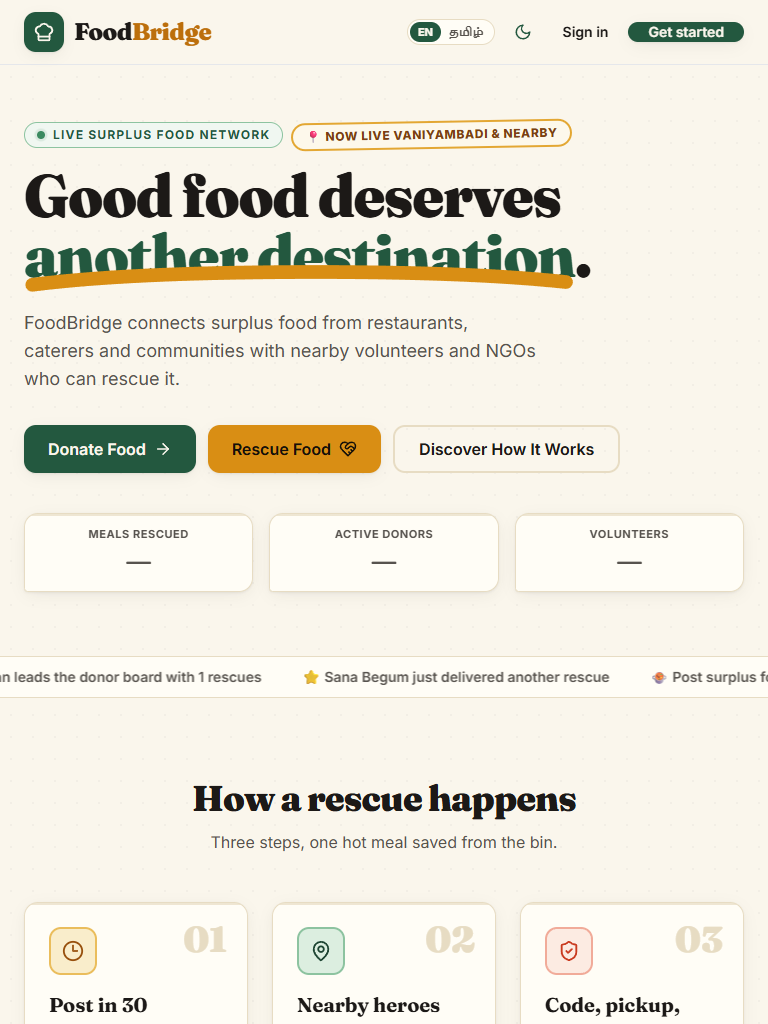 FoodBridge
EN தமிழ் Sign in Get started
LIVE SURPLUS FOOD NETWORK
NOW LIVE VANIYAMBADI & NEARBY
Good food deserves
another destination.
FoodBridge connects surplus food from restaurants,
caterers and communities with nearby volunteers and NGOs
who can rescue it.
Donate Food Rescue Food Discover How It Works
MEALS RESCUED ACTIVE DONORS VOLUNTEERS
— — —
leads the donor board with 1 rescues Sana Begum just delivered another rescue Post surplus
How a rescue happens
Three steps, one hot meal saved from the bin.
01 02 03
Post in 30 Nearby heroes Code, pickup,